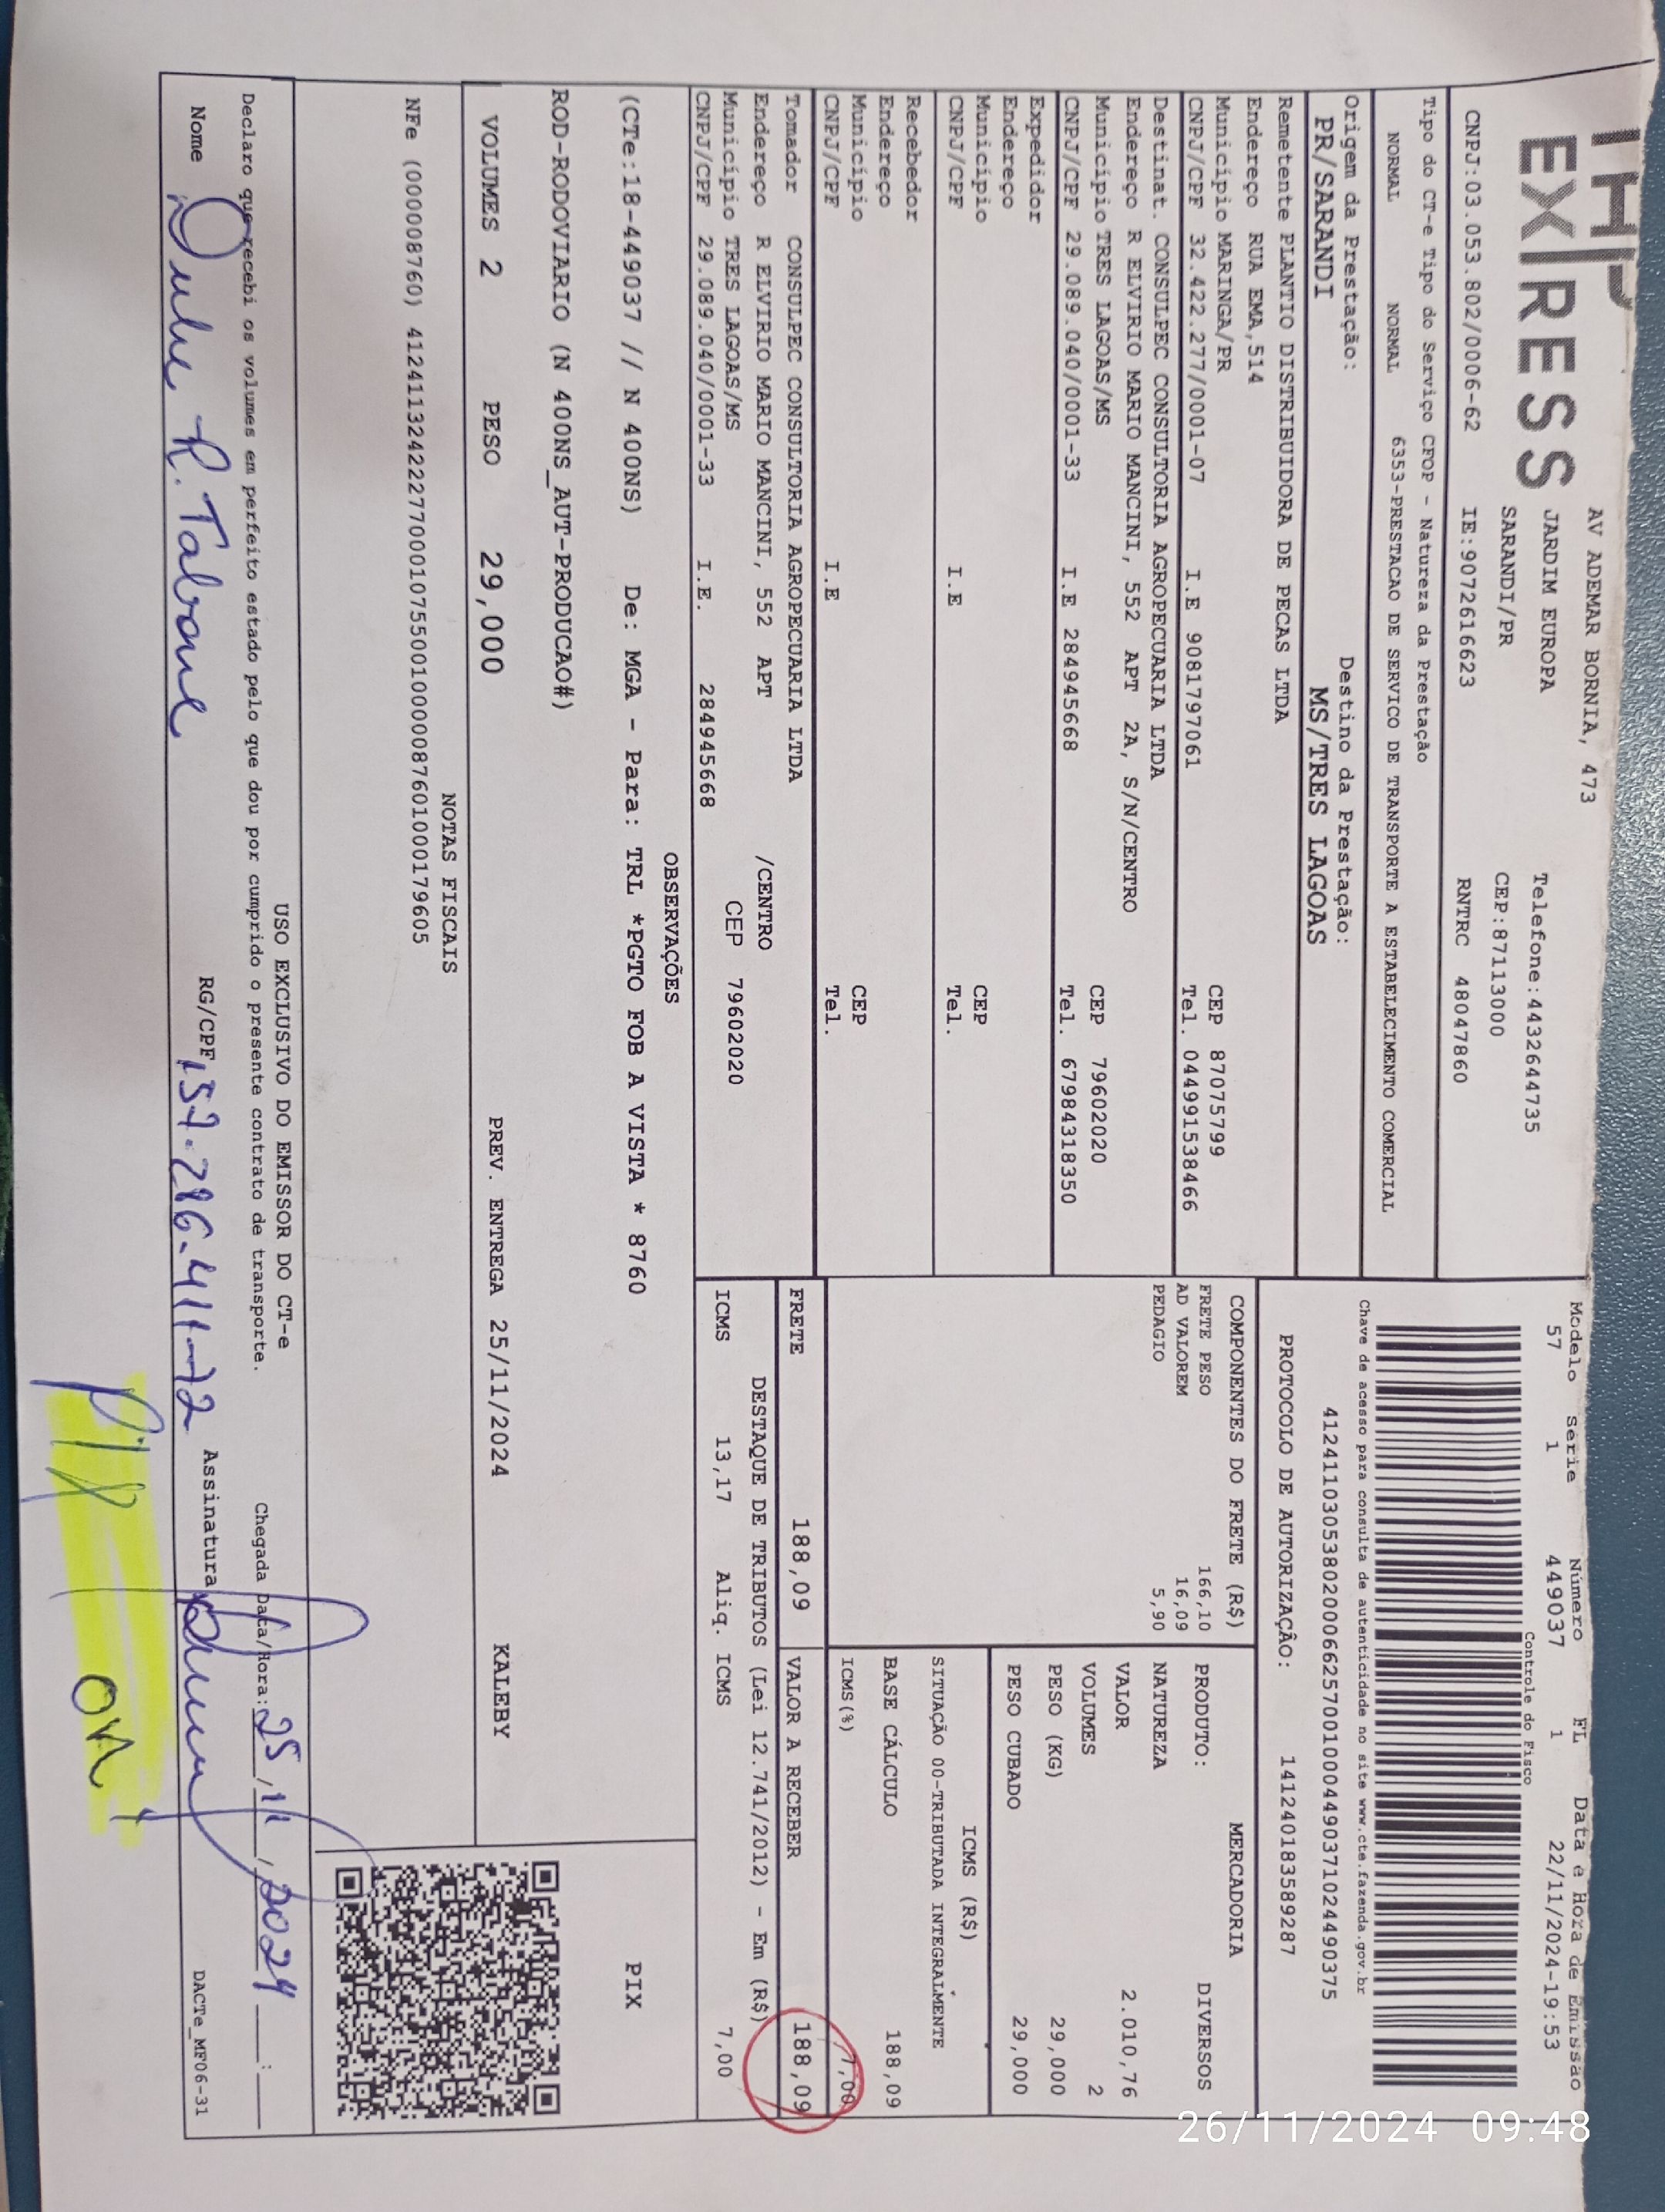 EXPRESS
AV ADEMAR BORNIA, 473
JARDIM EUROPA
Telefone:4432644735
SARANDI/PR
CEP:87113000
CNPJ:03.053.802/0006-62 IE:9072616623 RNTRC 48047860
Tipo do CT-e Tipo do Serviço CFOP - Natureza da Prestação
NORMAL NORMAL 6353-PRESTACAO DE SERVICO DE TRANSPORTE A ESTABELECIMENTO COMERCIAL
Origem da Prestação: Destino da Prestação:
PR/SARANDI MS/TRES LAGOAS
Remetente PLANTIO DISTRIBUIDORA DE PECAS LTDA
Endereço RUA EMA,514
Município MARINGA/PR CEP 87075799
CNPJ/CPF 32.422.277/0001-07 I.E 9081797061 Tel. 044991538466
Destinat. CONSULPEC CONSULTORIA AGROPECUARIA LTDA
Endereço R ELVIRIO MARIO MANCINI, 552 APT 2A, S/N/CENTRO
Município TRES LAGOAS/MS CEP 79602020
CNPJ/CPF 29.089.040/0001-33 I.E 284945668 Tel. 67984318350
Expedidor
Endereço
Município CEP
CNPJ/CPF I.E Tel.
Recebedor
Endereço
Município CEP
CNPJ/CPF I.E Tel.
Tomador CONSULPEC CONSULTORIA AGROPECUARIA LTDA
Endereço R ELVIRIO MARIO MANCINI, 552 APT /CENTRO
Município TRES LAGOAS/MS CEP 79602020
CNPJ/CPF 29.089.040/0001-33 I.E. 284945668
Modelo Série Número FL Data e Hora de Emissão
57 1 449037 1 22/11/2024-19:53
Controle do Fisco
Chave de acesso para consulta de autenticidade no site www.cte.fazenda.gov.br
41241103053802000662570010004490371024490375
PROTOCOLO DE AUTORIZAÇÃO: 141240183589287
COMPONENTES DO FRETE (R$)
FRETE PESO 166,10
AD VALOREM 16,09
PEDAGIO 5,90
MERCADORIA
PRODUTO: DIVERSOS
NATUREZA
VALOR 2.010,76
VOLUMES 2
PESO (KG) 29,000
PESO CUBADO 29,000
ICMS (R$)
SITUAÇÃO 00-TRIBUTADA INTEGRALMENTE
BASE CÁLCULO 188,09
ICMS(%) 7,00
FRETE 188,09 VALOR A RECEBER 188,09
DESTAQUE DE TRIBUTOS (Lei 12.741/2012) - Em (R$)
ICMS 13,17 Aliq. ICMS 7,00
OBSERVAÇÕES
(CTe:18-449037 // N 400NS) De: MGA - Para: TRL *PGTO FOB A VISTA * 8760
ROD-RODOVIARIO (N 400NS_AUT-PRODUCAO#)
PIX
VOLUMES 2 PESO 29,000 PREV. ENTREGA 25/11/2024 KALEBY
NOTAS FISCAIS
NFe (000008760) 41241132422277000107550010000087601000179605
USO EXCLUSIVO DO EMISSOR DO CT-e
Declaro que recebi os volumes em perfeito estado pelo que dou por cumprido o presente contrato de transporte. Chegada Data/Hora: 25/11/2024 __:__
Nome R. Tabone RG/CPF 157.286.411-72 Assinatura
DACTe_MF06-31
26/11/2024 09:48